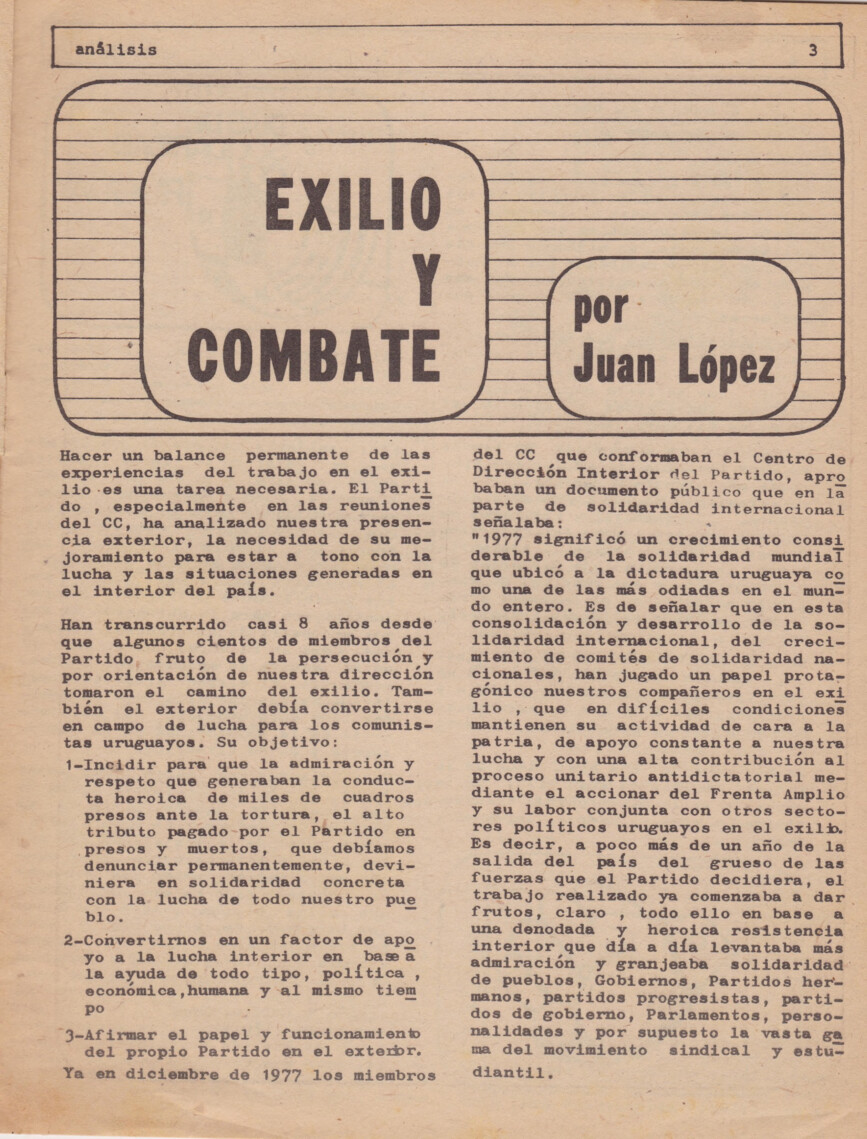 análisis 3
EXILIO
Y
COMBATE
por
Juan López
Hacer un balance permanente de las
experiencias del trabajo en el exi-
lio es una tarea necesaria. El Parti
do , especialmente en las reuniones
del CC, ha analizado nuestra presen-
cia exterior, la necesidad de su me-
joramiento para estar a tono con la
lucha y las situaciones generadas en
el interior del país.
Han transcurrido casi 8 años desde
que algunos cientos de miembros del
Partido fruto de la persecución y
por orientación de nuestra dirección
tomaron el camino del exilio. Tam-
bién el exterior debía convertirse
en campo de lucha para los comunis-
tas uruguayos. Su objetivo:
1-Incidir para que la admiración y
respeto que generaban la conduc-
ta heroica de miles de cuadros
presos ante la tortura, el alto
tributo pagado por el Partido en
presos y muertos, que debíamos
denunciar permanentemente, devi-
niera en solidaridad concreta
con la lucha de todo nuestro pue
blo.
2-Convertirnos en un factor de apo
yo a la lucha interior en base a
la ayuda de todo tipo, política ,
económica,humana y al mismo tiem
po
3-Afirmar el papel y funcionamiento
del propio Partido en el exterior.
Ya en diciembre de 1977 los miembros
del CC que conformaban el Centro de
Dirección Interior del Partido, apro
baban un documento público que en la
parte de solidaridad internacional
señalaba:
"1977 significó un crecimiento consi
derable de la solidaridad mundial
que ubicó a la dictadura uruguaya co
mo una de las más odiadas en el mun-
do entero. Es de señalar que en esta
consolidación y desarrollo de la so-
lidaridad internacional, del creci-
miento de comités de solidaridad na-
cionales, han jugado un papel prota-
gónico nuestros compañeros en el exi
lio , que en difíciles condiciones
mantienen su actividad de cara a la
patria, de apoyo constante a nuestra
lucha y con una alta contribución al
proceso unitario antidictatorial me-
diante el accionar del Frenta Amplio
y su labor conjunta con otros secto-
res políticos uruguayos en el exilio.
Es decir, a poco más de un año de la
salida del país del grueso de las
fuerzas que el Partido decidiera, el
trabajo realizado ya comenzaba a dar
frutos, claro , todo ello en base a
una denodada y heroica resistencia
interior que día a día levantaba más
admiración y granjeaba solidaridad
de pueblos, Gobiernos, Partidos her-
manos, partidos progresistas, parti-
dos de gobierno, Parlamentos, perso-
nalidades y por supuesto la vasta ga
ma del movimiento sindical y estu-
diantil.